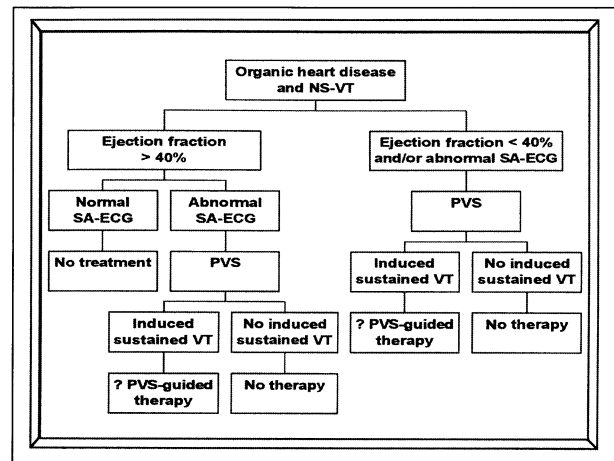 Organic heart disease
and NS-VT
Ejection fraction
> 40%
Ejection fraction < 40%
and/or abnormal SA-ECG
Normal
SA-ECG
Abnormal
SA-ECG
PVS
No treatment
PVS
Induced
sustained VT
No induced
sustained VT
Induced
sustained VT
No induced
sustained VT
? PVS-guided
therapy
No therapy
? PVS-guided
therapy
No therapy